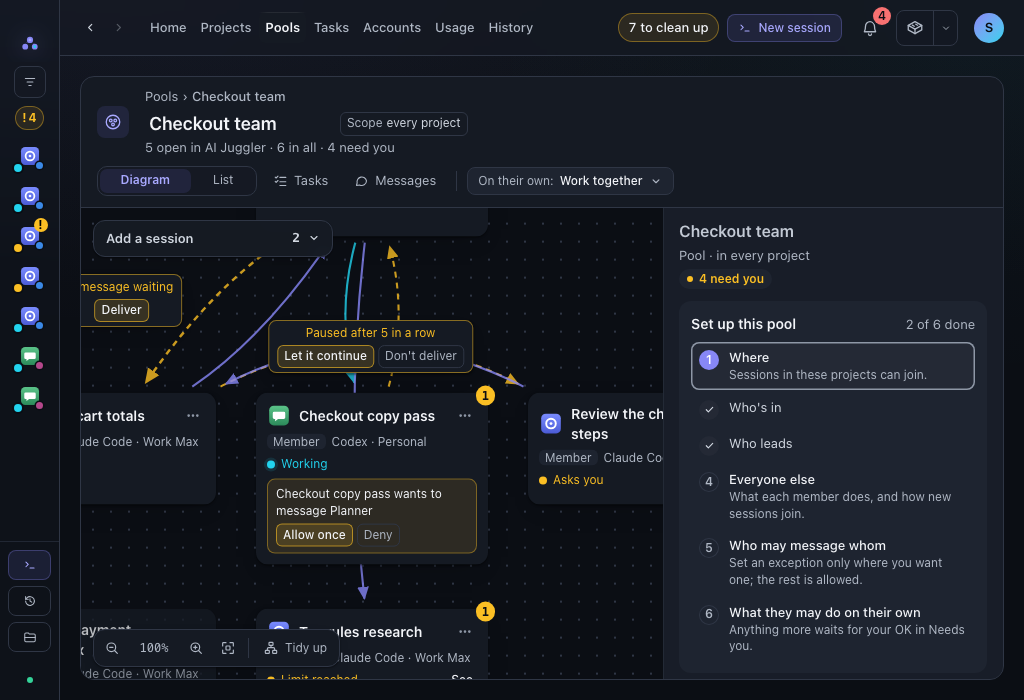 Home
Projects
Pools
Tasks
Accounts
Usage
History
7 to clean up
New session
4
S
! 4
!
Pools › Checkout team
Checkout team
Scope every project
5 open in AI Juggler · 6 in all · 4 need you
Diagram
List
Tasks
Messages
On their own: Work together
Add a session
2
message waiting
Deliver
Paused after 5 in a row
Let it continue
Don't deliver
cart totals
Code · Work Max
1
Checkout copy pass
Member
Codex · Personal
Working
Checkout copy pass wants to
message Planner
Allow once
Deny
Review the
steps
Member
Claude
Asks you
1
research
Code · Work Max
Limit reached
Code · Work Max
100%
Tidy up
Checkout team
Pool · in every project
4 need you
Set up this pool
2 of 6 done
1
Where
Sessions in these projects can join.
Who's in
Who leads
4
Everyone else
What each member does, and how new
sessions join.
5
Who may message whom
Set an exception only where you want
one; the rest is allowed.
6
What they may do on their own
Anything more waits for your OK in Needs
you.